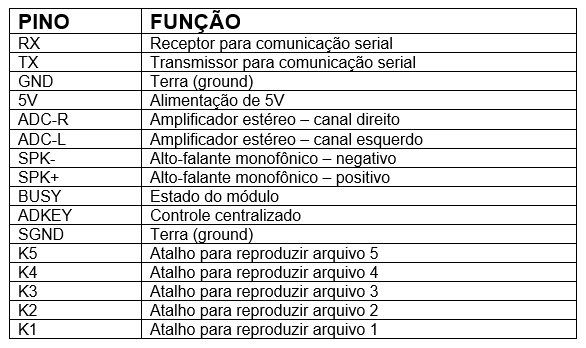 PINO FUNÇÃO
RX Receptor para comunicação serial
TX Transmissor para comunicação serial
GND Terra (ground)
5V Alimentação de 5V
ADC-R Amplificador estéreo – canal direito
ADC-L Amplificador estéreo – canal esquerdo
SPK- Alto-falante monofônico – negativo
SPK+ Alto-falante monofônico – positivo
BUSY Estado do módulo
ADKEY Controle centralizado
SGND Terra (ground)
K5 Atalho para reproduzir arquivo 5
K4 Atalho para reproduzir arquivo 4
K3 Atalho para reproduzir arquivo 3
K2 Atalho para reproduzir arquivo 2
K1 Atalho para reproduzir arquivo 1